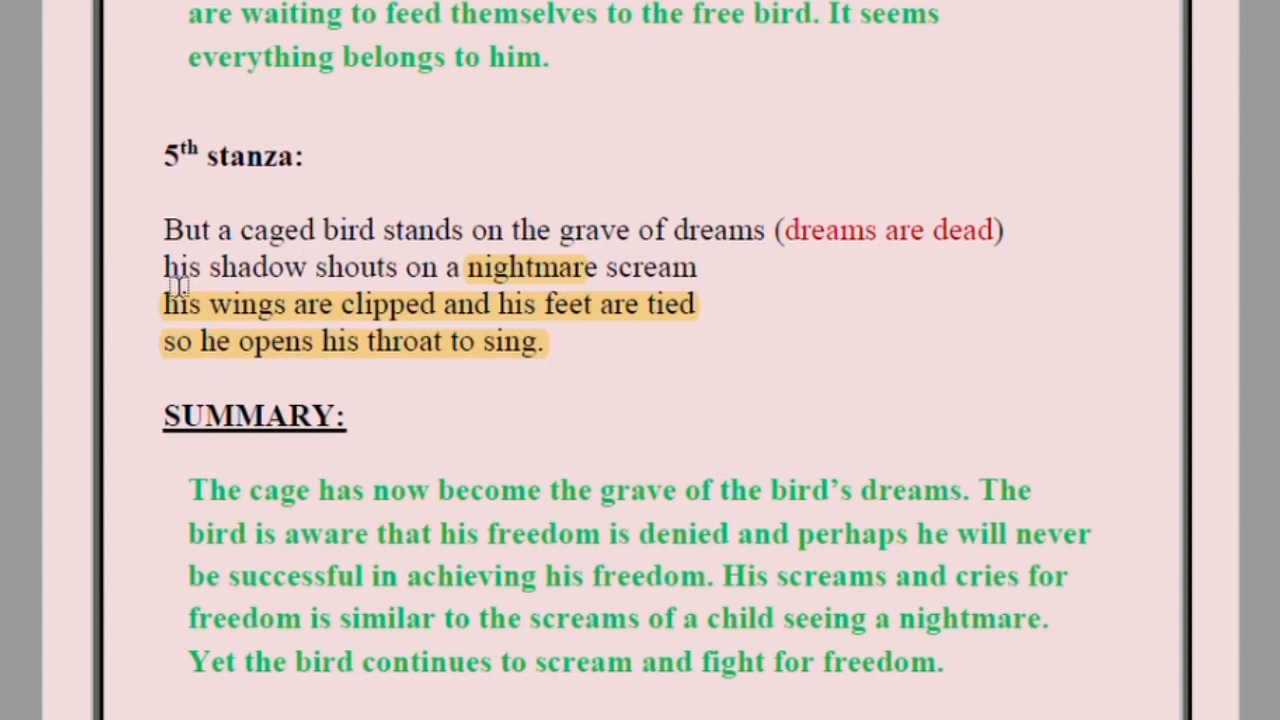 are waiting to feed themselves to the free bird. It seems
everything belongs to him.
5th stanza:
But a caged bird stands on the grave of dreams (dreams are dead)
his shadow shouts on a nightmare scream
his wings are clipped and his feet are tied
so he opens his throat to sing.
SUMMARY:
The cage has now become the grave of the bird’s dreams. The
bird is aware that his freedom is denied and perhaps he will never
be successful in achieving his freedom. His screams and cries for
freedom is similar to the screams of a child seeing a nightmare.
Yet the bird continues to scream and fight for freedom.